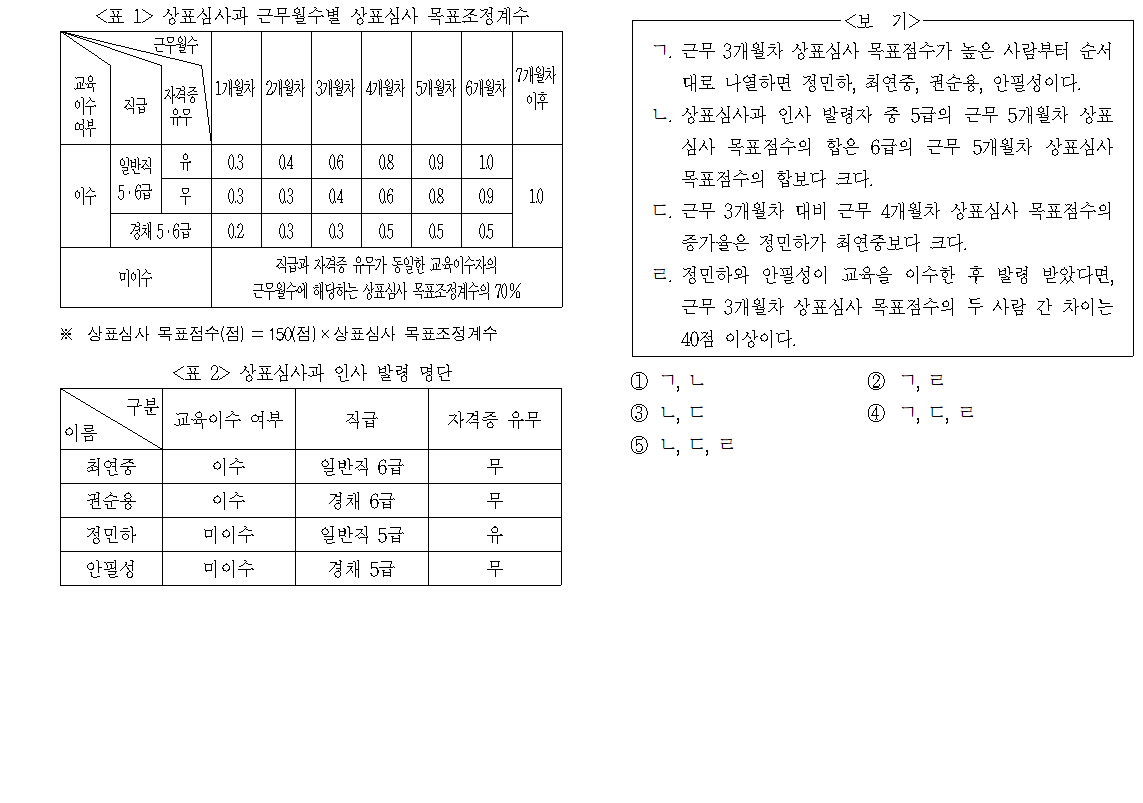 <표 1> 상표심사과 근무월수별 상표심사 목표조정계수
근무월수
교육
이수
여부
직급
자격증
유무
1개월차 2개월차 3개월차 4개월차 5개월차 6개월차 7개월차
이후
이수 일반직
5·6급
유 0.3 0.4 0.6 0.8 0.9 1.0
무 0.3 0.3 0.4 0.6 0.8 0.9 1.0
경채 5·6급 0.2 0.3 0.3 0.5 0.5 0.5
미이수 직급과 자격증 유무가 동일한 교육이수자의
근무월수에 해당하는 상표심사 목표조정계수의 70%
※ 상표심사 목표점수(점) = 150(점)×상표심사 목표조정계수
<표 2> 상표심사과 인사 발령 명단
구분
이름
교육이수 여부 직급 자격증 유무
최연중 이수 일반직 6급 무
권순용 이수 경채 6급 무
정민하 미이수 일반직 5급 유
안필성 미이수 경채 5급 무
<보 기>
ㄱ. 근무 3개월차 상표심사 목표점수가 높은 사람부터 순서
대로 나열하면 정민하, 최연중, 권순용, 안필성이다.
ㄴ. 상표심사과 인사 발령자 중 5급의 근무 5개월차 상표
심사 목표점수의 합은 6급의 근무 5개월차 상표심사
목표점수의 합보다 크다.
ㄷ. 근무 3개월차 대비 근무 4개월차 상표심사 목표점수의
증가율은 정민하가 최연중보다 크다.
ㄹ. 정민하와 안필성이 교육을 이수한 후 발령 받았다면,
근무 3개월차 상표심사 목표점수의 두 사람 간 차이는
40점 이상이다.
① ㄱ, ㄴ
② ㄱ, ㄹ
③ ㄴ, ㄷ
④ ㄱ, ㄷ, ㄹ
⑤ ㄴ, ㄷ, ㄹ